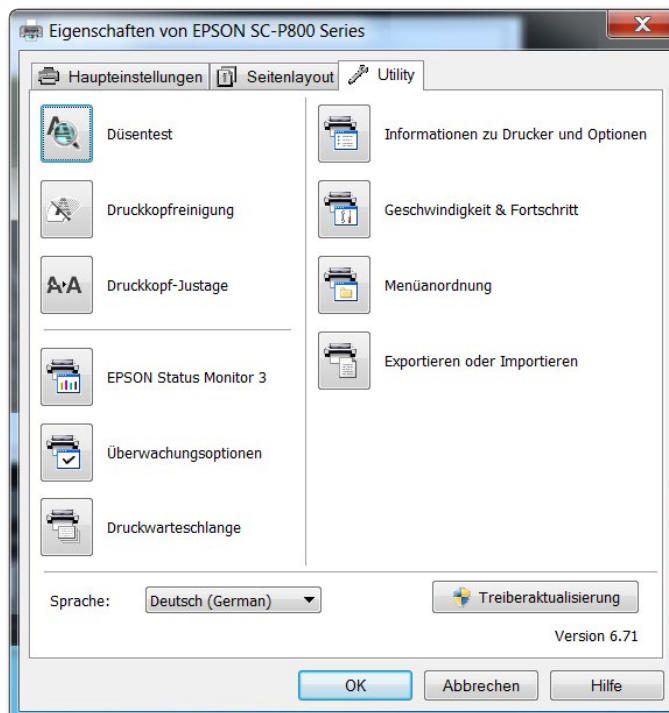 Eigenschaften von EPSON SC-P800 Series
Haupteinstellungen
Seitenlayout
Utility
Düsentest
Druckkopfreinigung
Druckkopf-Justage
EPSON Status Monitor 3
Überwachungsoptionen
Druckwarteschlange
Informationen zu Drucker und Optionen
Geschwindigkeit & Fortschritt
Menüanordnung
Exportieren oder Importieren
Sprache:
Deutsch (German)
Treiberaktualisierung
Version 6.71
OK
Abbrechen
Hilfe